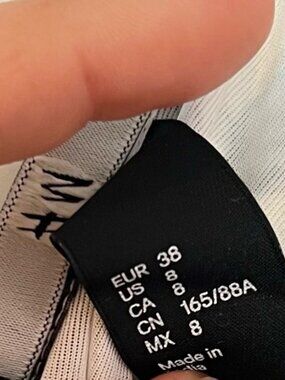 EUR 38
US 8
CA 8
CN 165/88A
MX 8
Made in